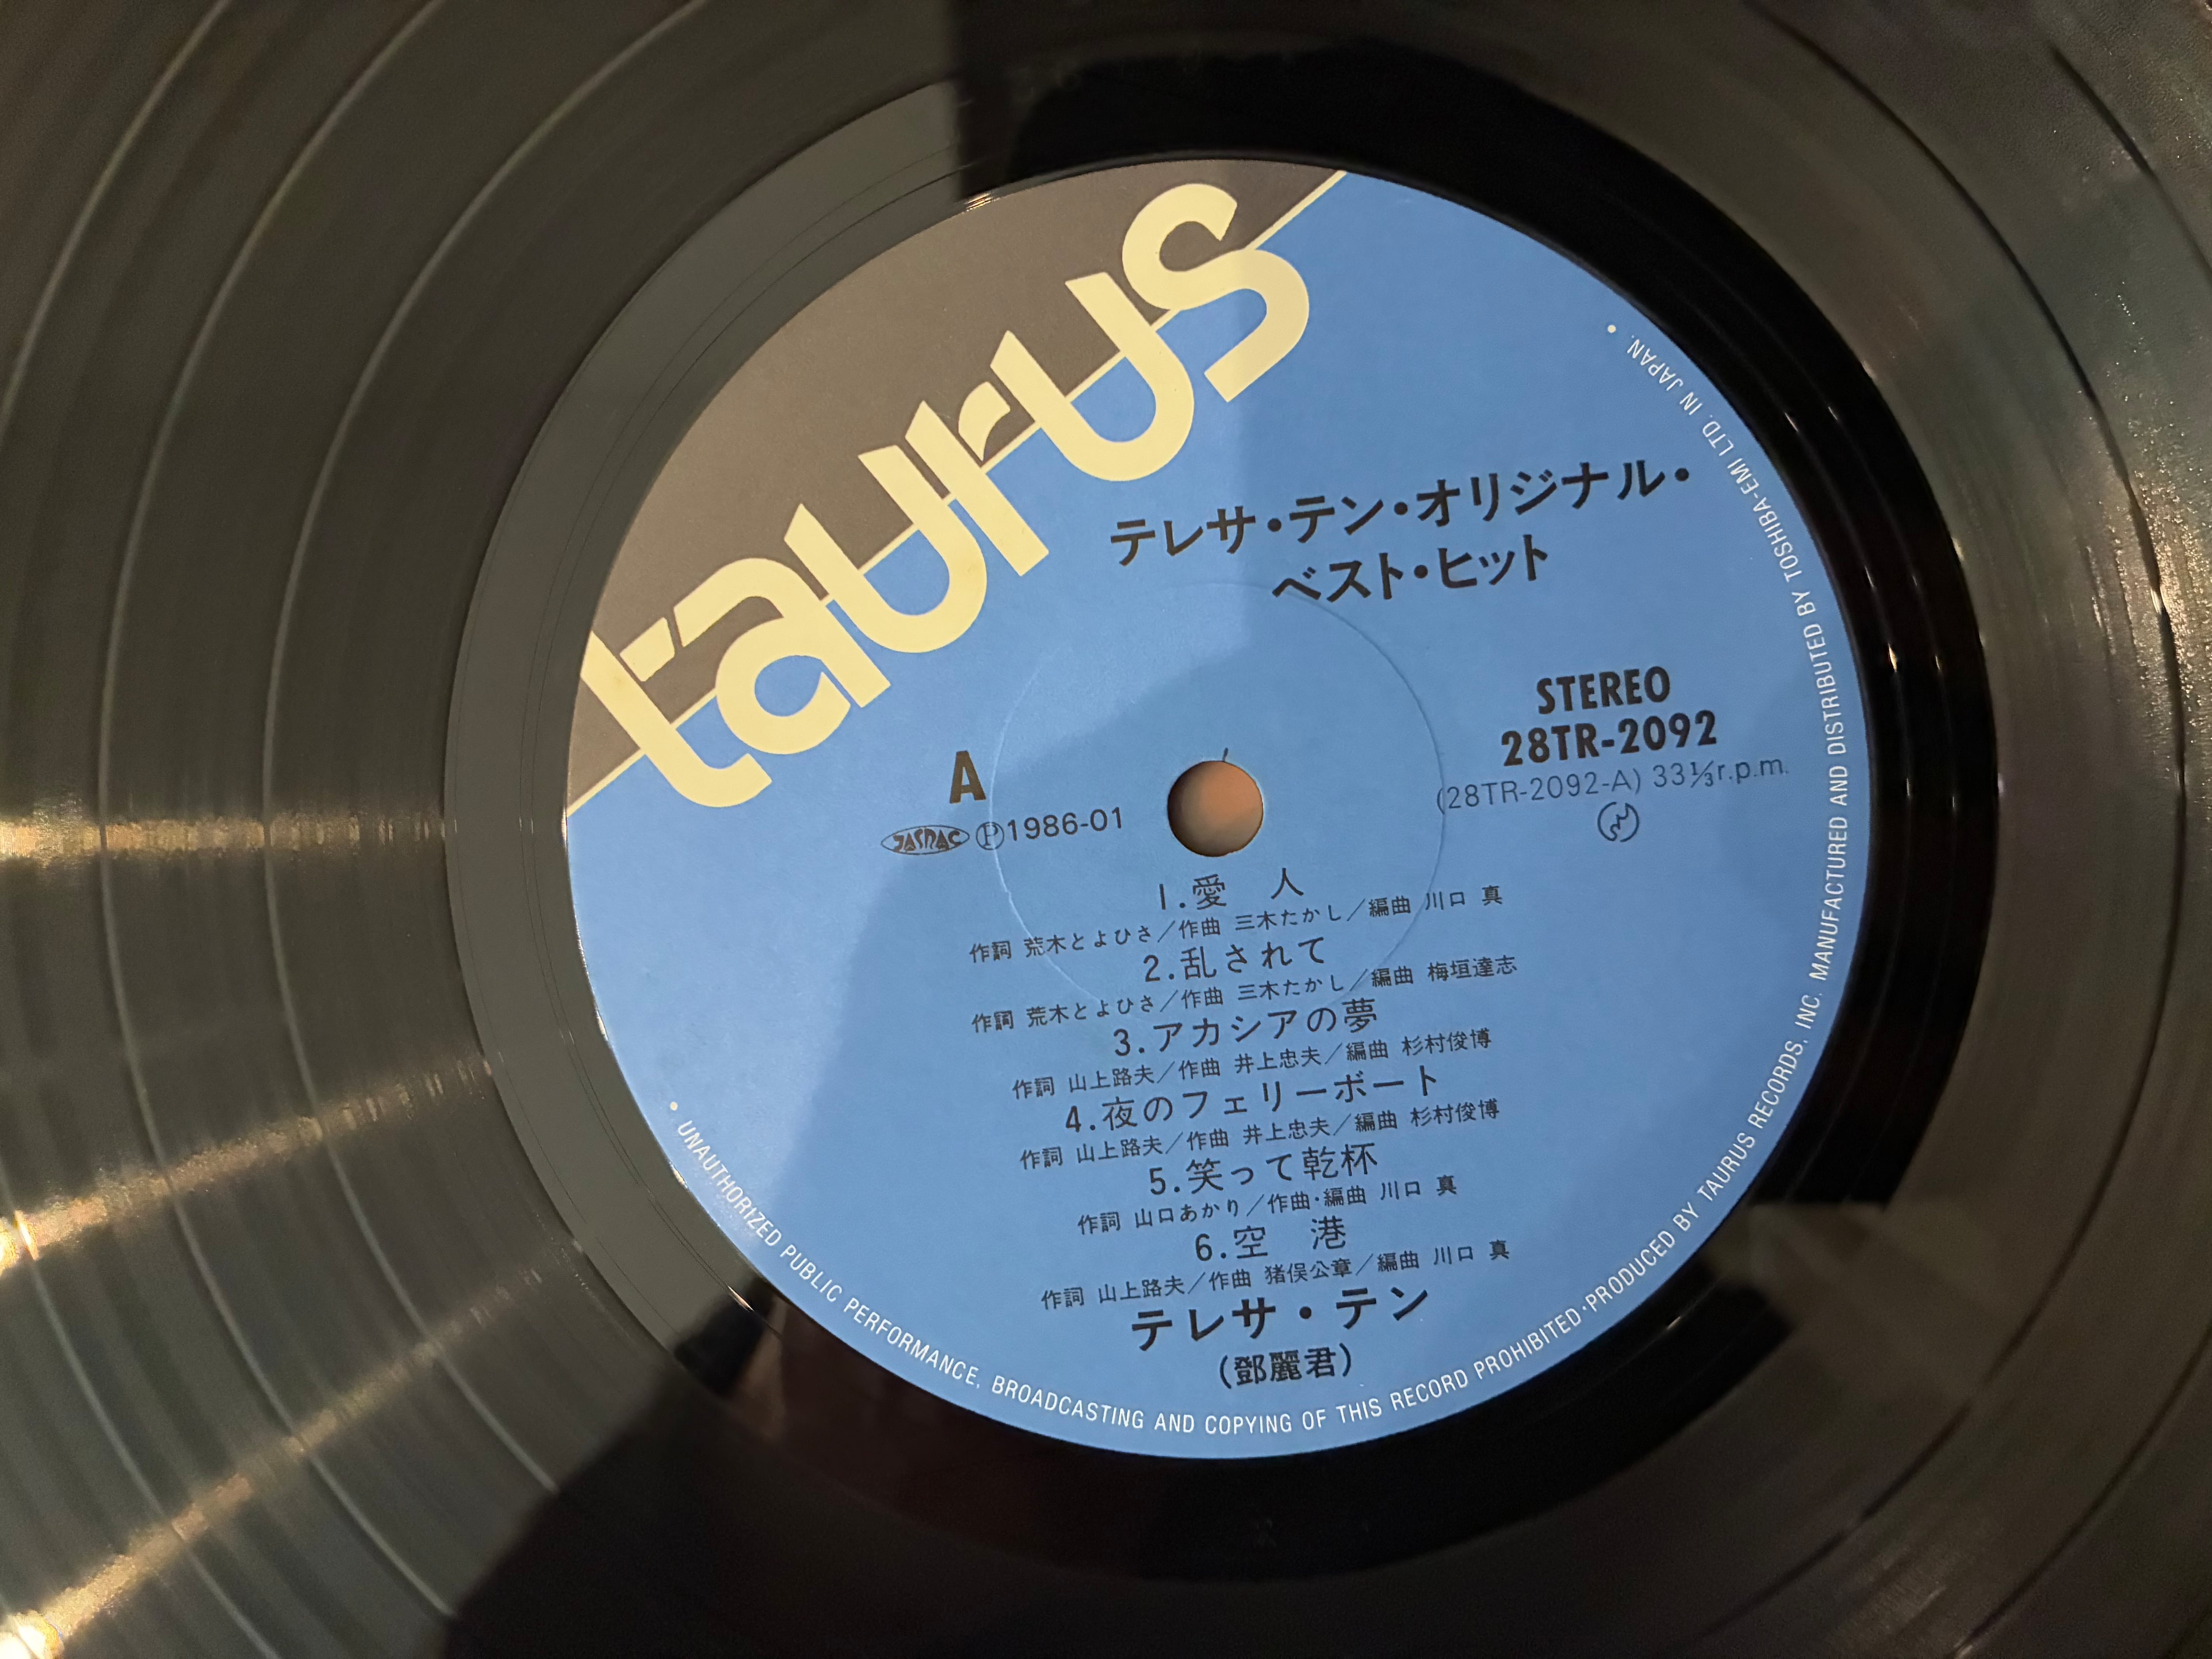 taurus
テレサ・テン・オリジナル・
ベスト・ヒット
STEREO
28TR-2092
(28TR-2092-A) 33⅓r.p.m.
A
JASRAC Ⓟ1986-01
1.愛 人
作詞 荒木とよひさ／作曲 三木たかし／編曲 川口 真
2.乱されて
作詞 荒木とよひさ／作曲 三木たかし／編曲 梅垣達志
3.アカシアの夢
作詞 山上路夫／作曲 井上忠夫／編曲 杉村俊博
4.夜のフェリーボート
作詞 山上路夫／作曲 井上忠夫／編曲 杉村俊博
5.笑って乾杯
作詞 山口あかり／作曲・編曲 川口 真
6.空 港
作詞 山上路夫／作曲 猪俣公章／編曲 川口 真
テレサ・テン
(鄧麗君)
• UNAUTHORIZED PUBLIC PERFORMANCE, BROADCASTING AND COPYING OF THIS RECORD PROHIBITED•PRODUCED BY TAURUS RECORDS, INC. MANUFACTURED AND DISTRIBUTED BY TOSHIBA-EMI LTD. IN JAPAN. •